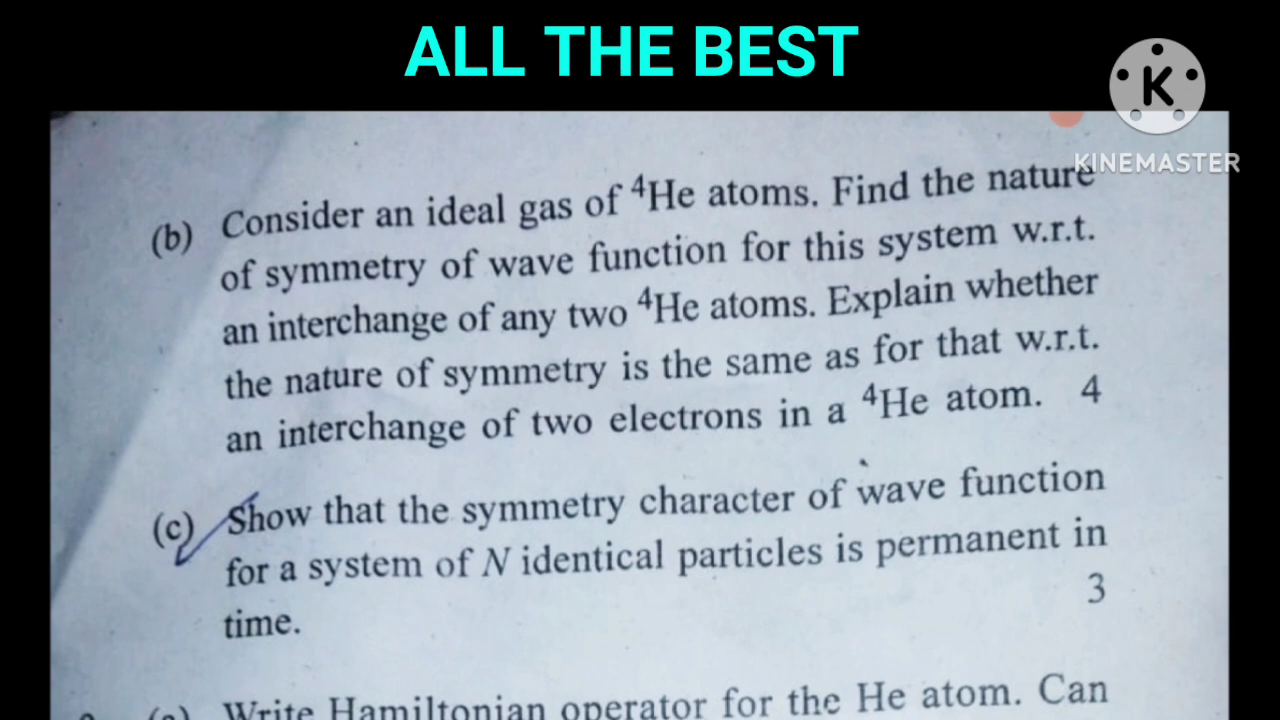 ALL THE BEST
K
KINEMASTER
(b) Consider an ideal gas of ⁴He atoms. Find the nature
of symmetry of wave function for this system w.r.t.
an interchange of any two ⁴He atoms. Explain whether
the nature of symmetry is the same as for that w.r.t.
an interchange of two electrons in a ⁴He atom. 4
(c) Show that the symmetry character of wave function
for a system of N identical particles is permanent in
time. 3
(a) Write Hamiltonian operator for the He atom. Can